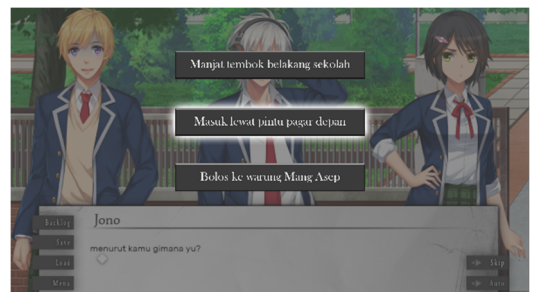 Manjat tembok belakang sekolah
Masuk lewat pintu pagar depan
Bolos ke warung Mang Asep
Jono
menurut kamu gimana yu?
Backlog
Save
Load
Menu
Skip
Auto